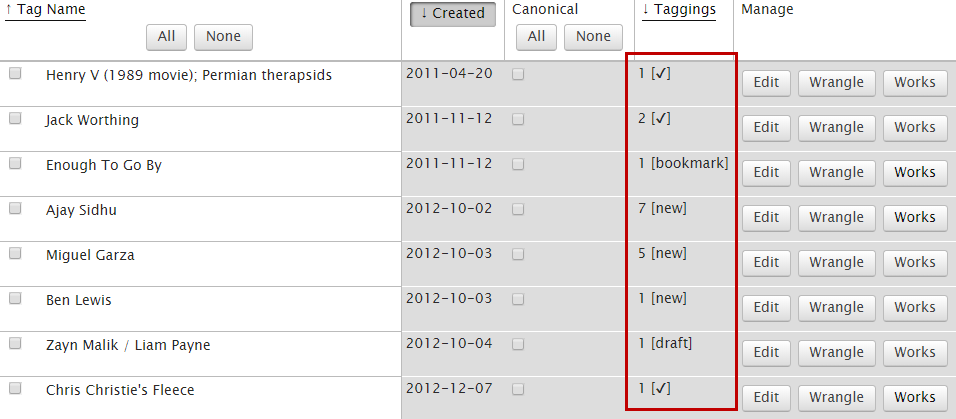 ↑ Tag Name ↓ Created Canonical ↓ Taggings Manage
All None All None
Henry V (1989 movie); Permian therapsids 2011-04-20 1 [✓] Edit Wrangle Works
Jack Worthing 2011-11-12 2 [✓] Edit Wrangle Works
Enough To Go By 2011-11-12 1 [bookmark] Edit Wrangle Works
Ajay Sidhu 2012-10-02 7 [new] Edit Wrangle Works
Miguel Garza 2012-10-03 5 [new] Edit Wrangle Works
Ben Lewis 2012-10-03 1 [new] Edit Wrangle Works
Zayn Malik / Liam Payne 2012-10-04 1 [draft] Edit Wrangle Works
Chris Christie's Fleece 2012-12-07 1 [✓] Edit Wrangle Works